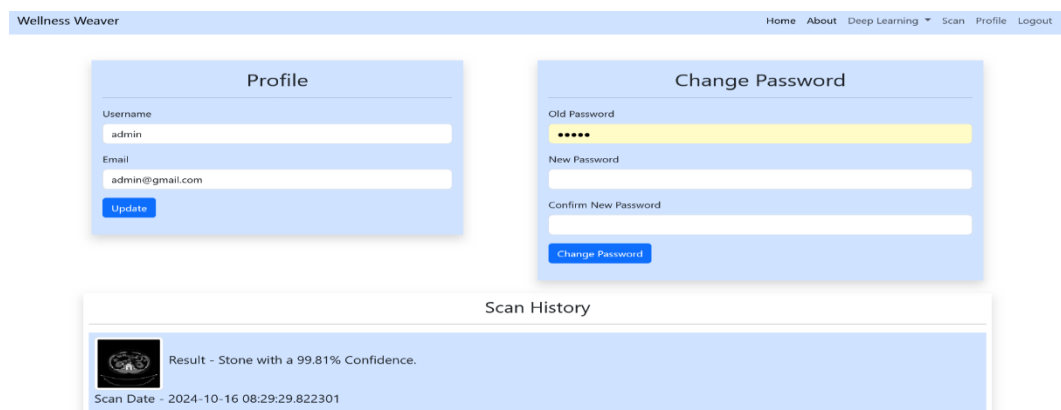 Wellness Weaver
Home About Deep Learning Scan Profile Logout
Profile
Username
admin
Email
admin@gmail.com
Update
Change Password
Old Password
•••••
New Password
Confirm New Password
Change Password
Scan History
Result - Stone with a 99.81% Confidence.
Scan Date - 2024-10-16 08:29:29.822301